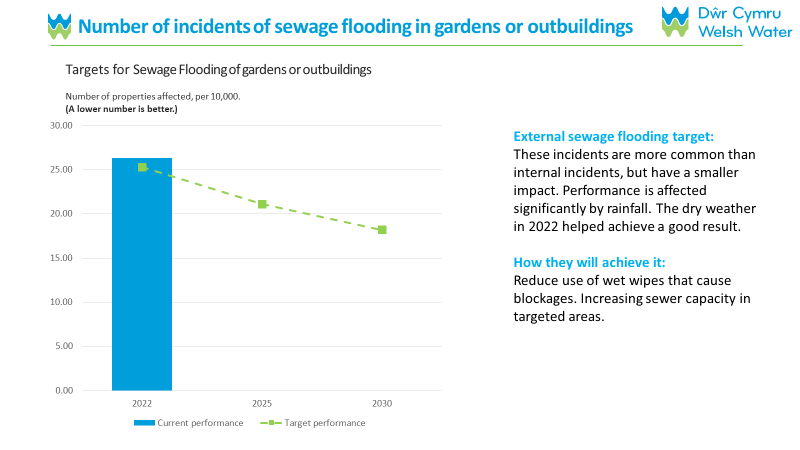 Number of incidents of sewage flooding in gardens or outbuildings
Dŵr Cymru
Welsh Water
Targets for Sewage Flooding of gardens or outbuildings
Number of properties affected, per 10,000.
(A lower number is better.)
30.00
25.00
20.00
15.00
10.00
5.00
0.00
2022
2025
2030
Current performance
Target performance
External sewage flooding target:
These incidents are more common than
internal incidents, but have a smaller
impact. Performance is affected
significantly by rainfall. The dry weather
in 2022 helped achieve a good result.
How they will achieve it:
Reduce use of wet wipes that cause
blockages. Increasing sewer capacity in
targeted areas.